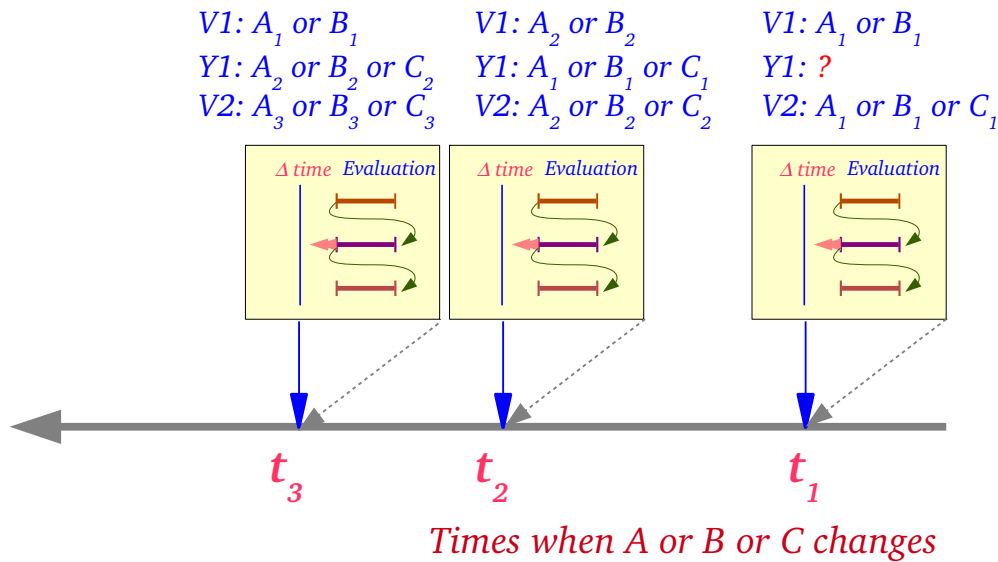 V1: A₁ or B₁
Y1: A₂ or B₂ or C₂
V2: A₃ or B₃ or C₃
V1: A₂ or B₂
Y1: A₁ or B₁ or C₁
V2: A₂ or B₂ or C₂
V1: A₁ or B₁
Y1: ?
V2: A₁ or B₁ or C₁
Δ time Evaluation
Δ time Evaluation
Δ time Evaluation
t₃
t₂
t₁
Times when A or B or C changes